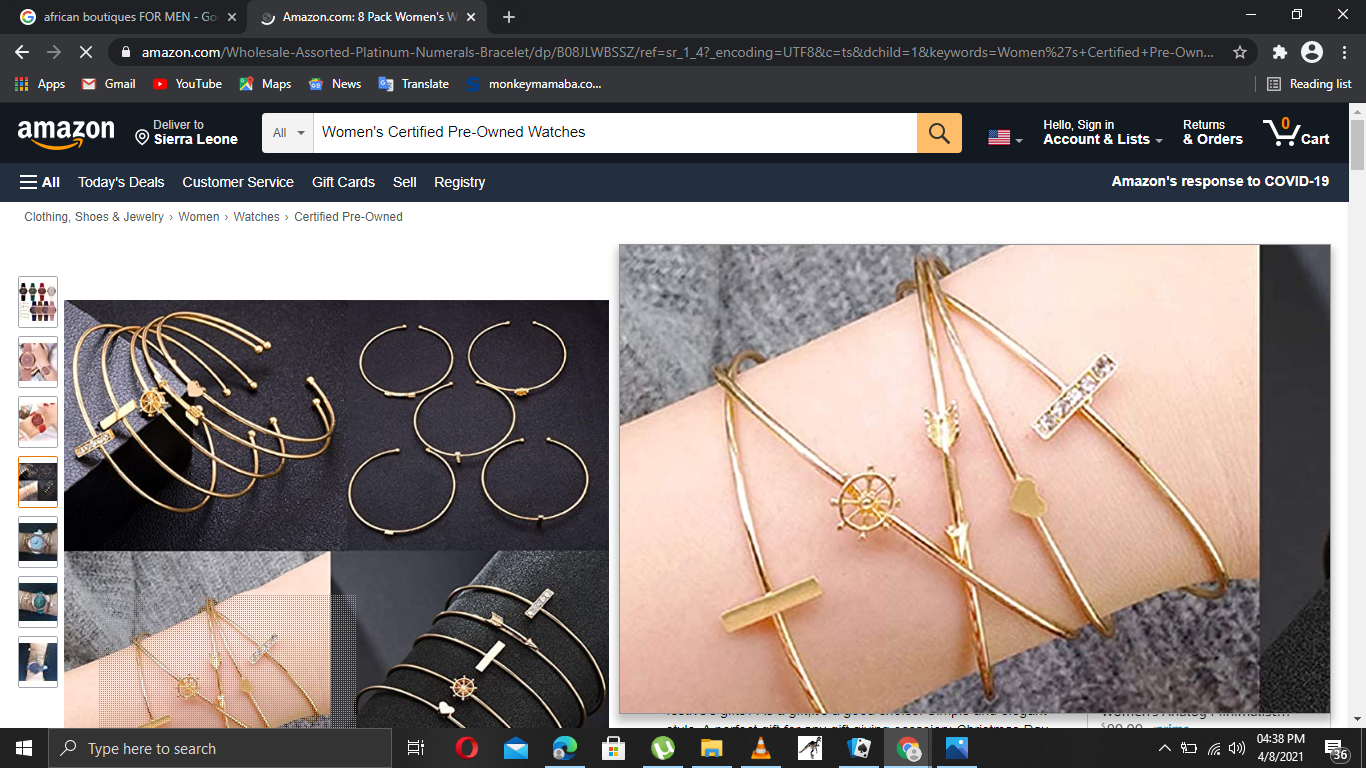 african boutiques FOR MEN - Go
Amazon.com: 8 Pack Women's W
amazon.com/Wholesale-Assorted-Platinum-Numerals-Bracelet/dp/B08JLWBSSZ/ref=sr_1_4?_encoding=UTF8&c=ts&dchild=1&keywords=Women%27s+Certified+Pre-Own...
Apps Gmail YouTube Maps News Translate monkeymamaba.co... Reading list
amazon
Deliver to
Sierra Leone
All
Women's Certified Pre-Owned Watches
Hello, Sign in
Account & Lists
Returns
& Orders
0
Cart
All Today's Deals Customer Service Gift Cards Sell Registry
Amazon's response to COVID-19
Clothing, Shoes & Jewelry › Women › Watches › Certified Pre-Owned
Type here to search
04:38 PM
4/8/2021
36